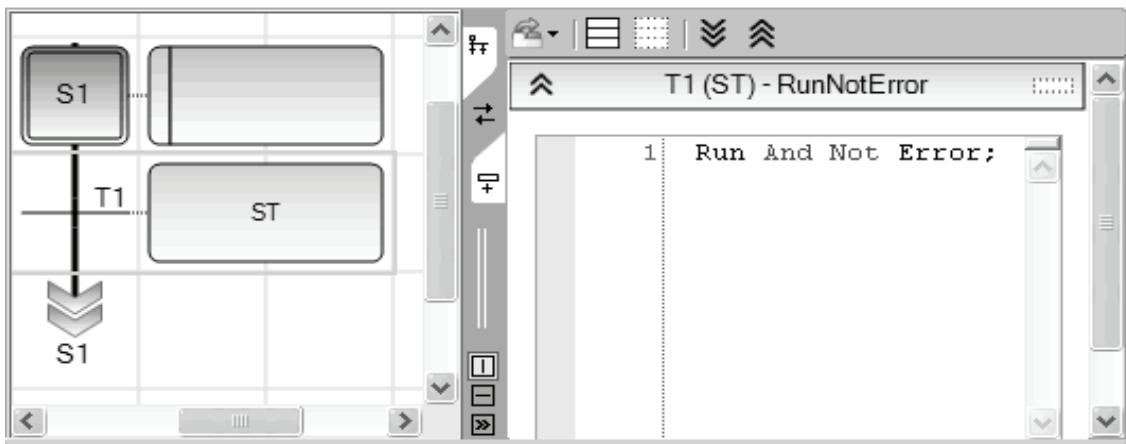 S1
T1
ST
S1
T1 (ST) - RunNotError
1 Run And Not Error;